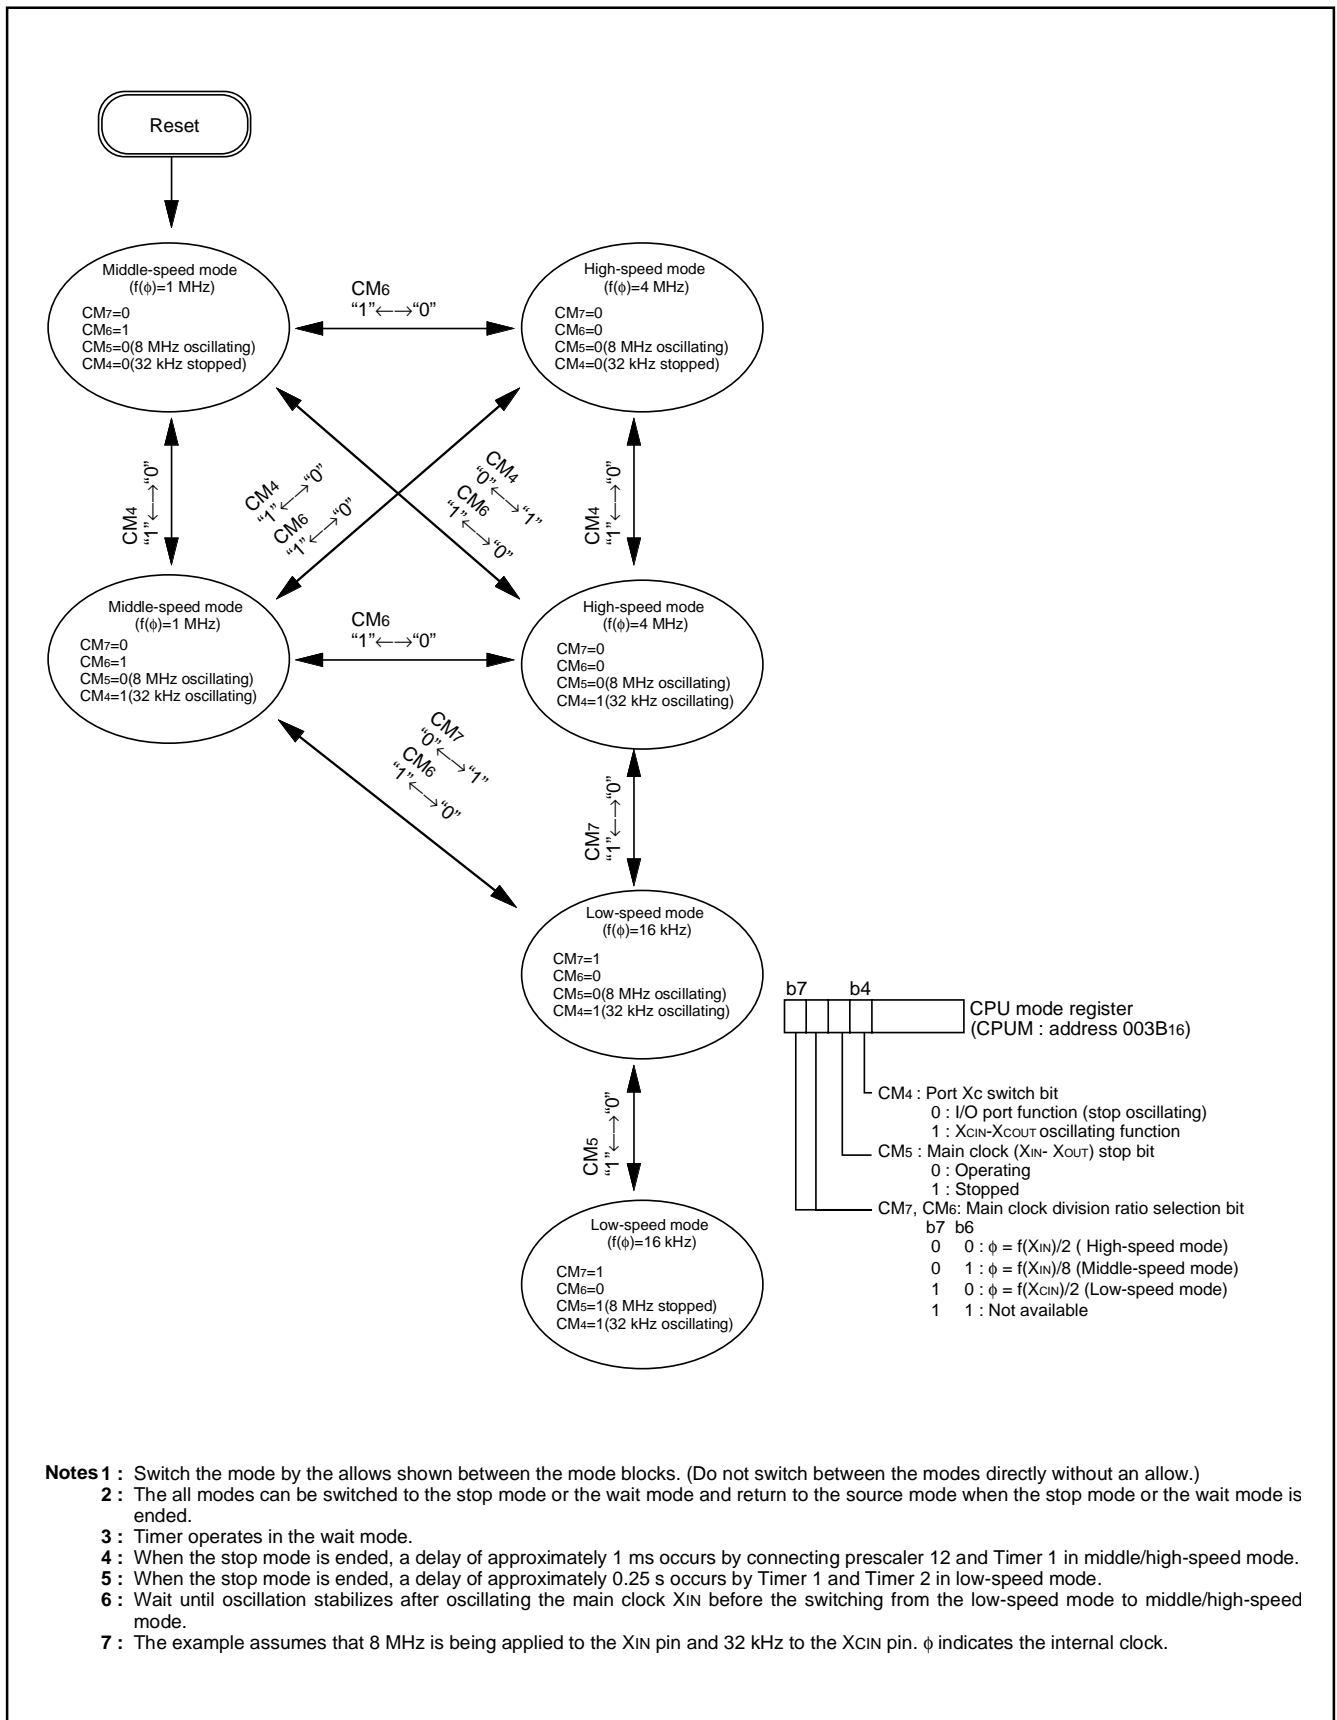 Reset
Middle-speed mode
(f(φ)=1 MHz)
CM7=0
CM6=1
CM5=0(8 MHz oscillating)
CM4=0(32 kHz stopped)
CM6
“1”←→“0”
High-speed mode
(f(φ)=4 MHz)
CM7=0
CM6=0
CM5=0(8 MHz oscillating)
CM4=0(32 kHz stopped)
CM4
“1”←→“0”
CM4
“1”←→“0”
CM6
“1”←→“0”
CM4
“0”←→“1”
CM6
“1”←→“0”
CM4
“1”←→“0”
Middle-speed mode
(f(φ)=1 MHz)
CM7=0
CM6=1
CM5=0(8 MHz oscillating)
CM4=1(32 kHz oscillating)
CM6
“1”←→“0”
High-speed mode
(f(φ)=4 MHz)
CM7=0
CM6=0
CM5=0(8 MHz oscillating)
CM4=1(32 kHz oscillating)
CM7
“0”←→“1”
CM6
“1”←→“0”
CM7
“1”←→“0”
Low-speed mode
(f(φ)=16 kHz)
CM7=1
CM6=0
CM5=0(8 MHz oscillating)
CM4=1(32 kHz oscillating)
CM5
“1”←→“0”
Low-speed mode
(f(φ)=16 kHz)
CM7=1
CM6=0
CM5=1(8 MHz stopped)
CM4=1(32 kHz oscillating)
b7 b4
CPU mode register
(CPUM : address 003B16)
CM4 : Port Xc switch bit
0 : I/O port function (stop oscillating)
1 : XCIN-XCOUT oscillating function
CM5 : Main clock (XIN- XOUT) stop bit
0 : Operating
1 : Stopped
CM7, CM6: Main clock division ratio selection bit
b7 b6
0 0 : φ = f(XIN)/2 ( High-speed mode)
0 1 : φ = f(XIN)/8 (Middle-speed mode)
1 0 : φ = f(XCIN)/2 (Low-speed mode)
1 1 : Not available
Notes 1 : Switch the mode by the allows shown between the mode blocks. (Do not switch between the modes directly without an allow.)
2 : The all modes can be switched to the stop mode or the wait mode and return to the source mode when the stop mode or the wait mode is
ended.
3 : Timer operates in the wait mode.
4 : When the stop mode is ended, a delay of approximately 1 ms occurs by connecting prescaler 12 and Timer 1 in middle/high-speed mode.
5 : When the stop mode is ended, a delay of approximately 0.25 s occurs by Timer 1 and Timer 2 in low-speed mode.
6 : Wait until oscillation stabilizes after oscillating the main clock XIN before the switching from the low-speed mode to middle/high-speed
mode.
7 : The example assumes that 8 MHz is being applied to the XIN pin and 32 kHz to the XCIN pin. φ indicates the internal clock.